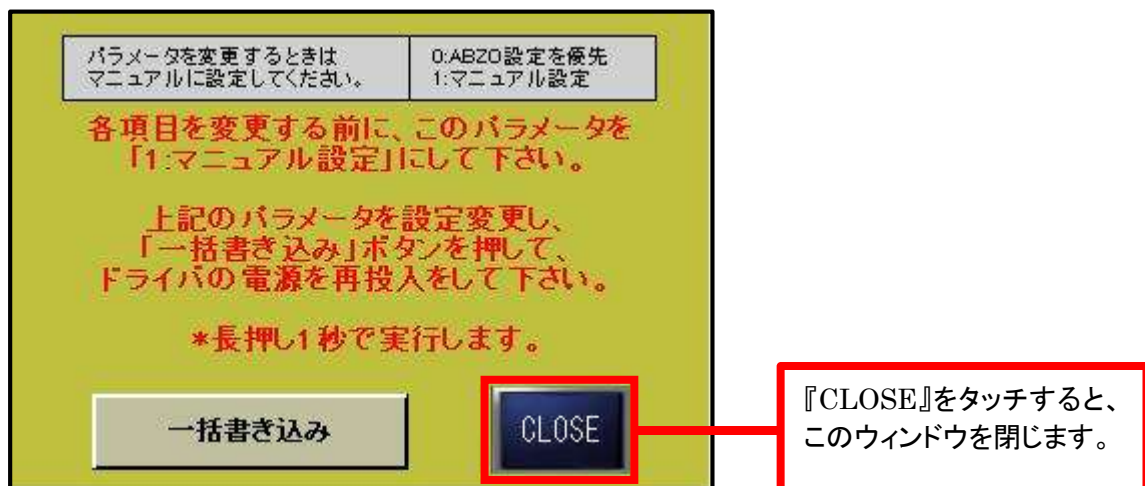 パラメータを変更するときは
マニュアルに設定してください。
0:ABZO設定を優先
1:マニュアル設定
各項目を変更する前に、このパラメータを
「1:マニュアル設定」にして下さい。
上記のパラメータを設定変更し、
「一括書き込み」ボタンを押して、
ドライバの電源を再投入をして下さい。
*長押し1秒で実行します。
一括書き込み
CLOSE
『CLOSE』をタッチすると、
このウィンドウを閉じます。